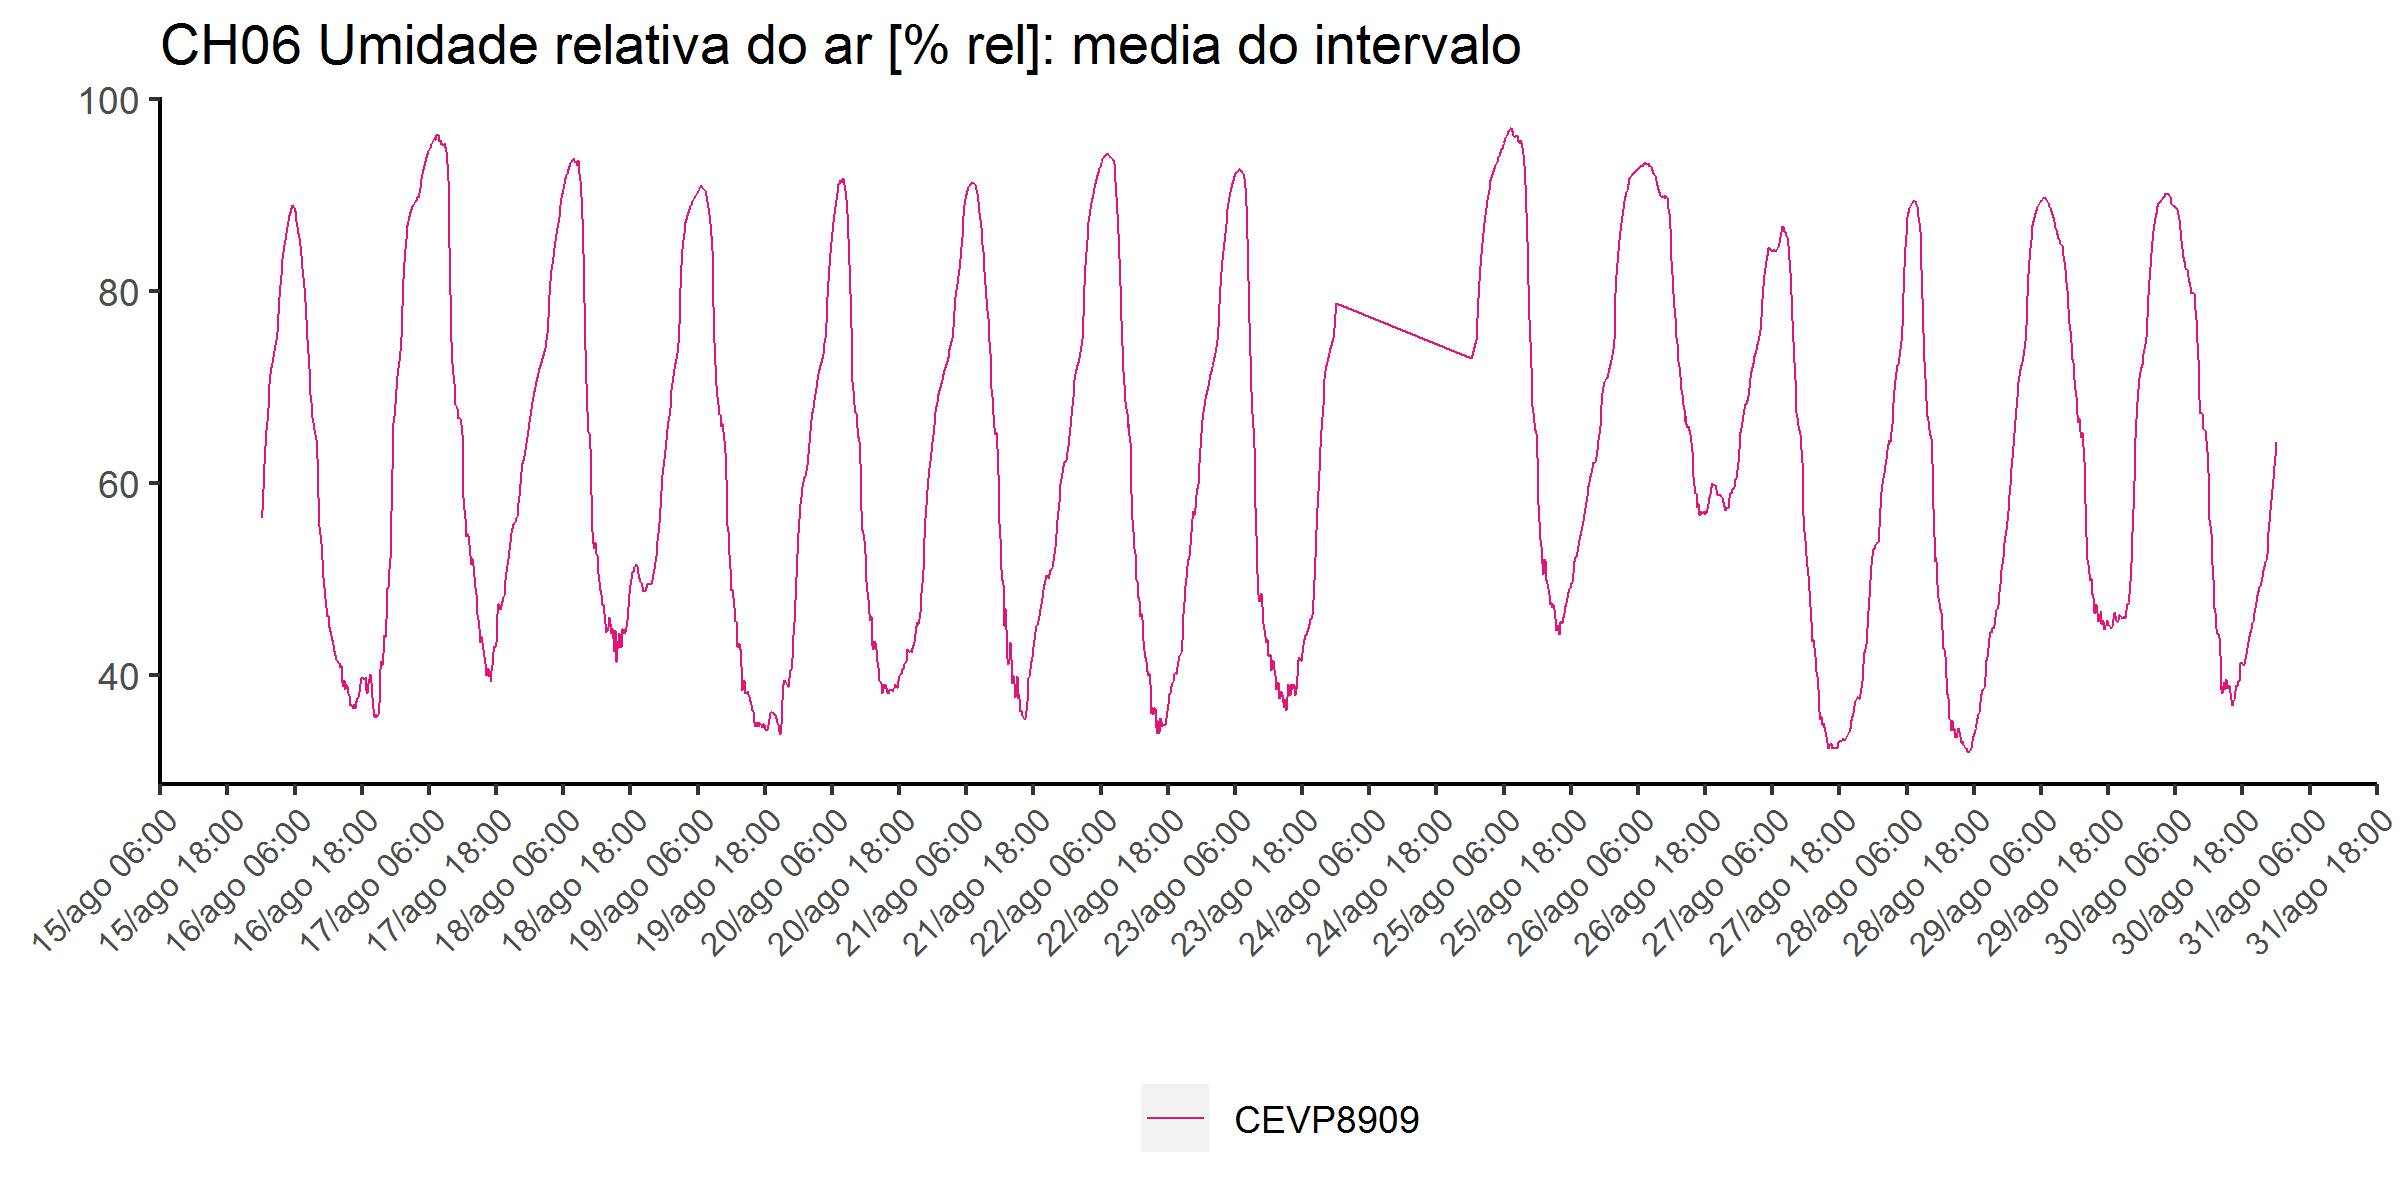 CH06 Umidade relativa do ar [% rel]: media do intervalo
100
80
60
40
15/ago 06:00
15/ago 18:00
16/ago 06:00
16/ago 18:00
17/ago 06:00
17/ago 18:00
18/ago 06:00
18/ago 18:00
19/ago 06:00
19/ago 18:00
20/ago 06:00
20/ago 18:00
21/ago 06:00
21/ago 18:00
22/ago 06:00
22/ago 18:00
23/ago 06:00
23/ago 18:00
24/ago 06:00
24/ago 18:00
25/ago 06:00
25/ago 18:00
26/ago 06:00
26/ago 18:00
27/ago 06:00
27/ago 18:00
28/ago 06:00
28/ago 18:00
29/ago 06:00
29/ago 18:00
30/ago 06:00
30/ago 18:00
31/ago 06:00
31/ago 18:00
CEVP8909